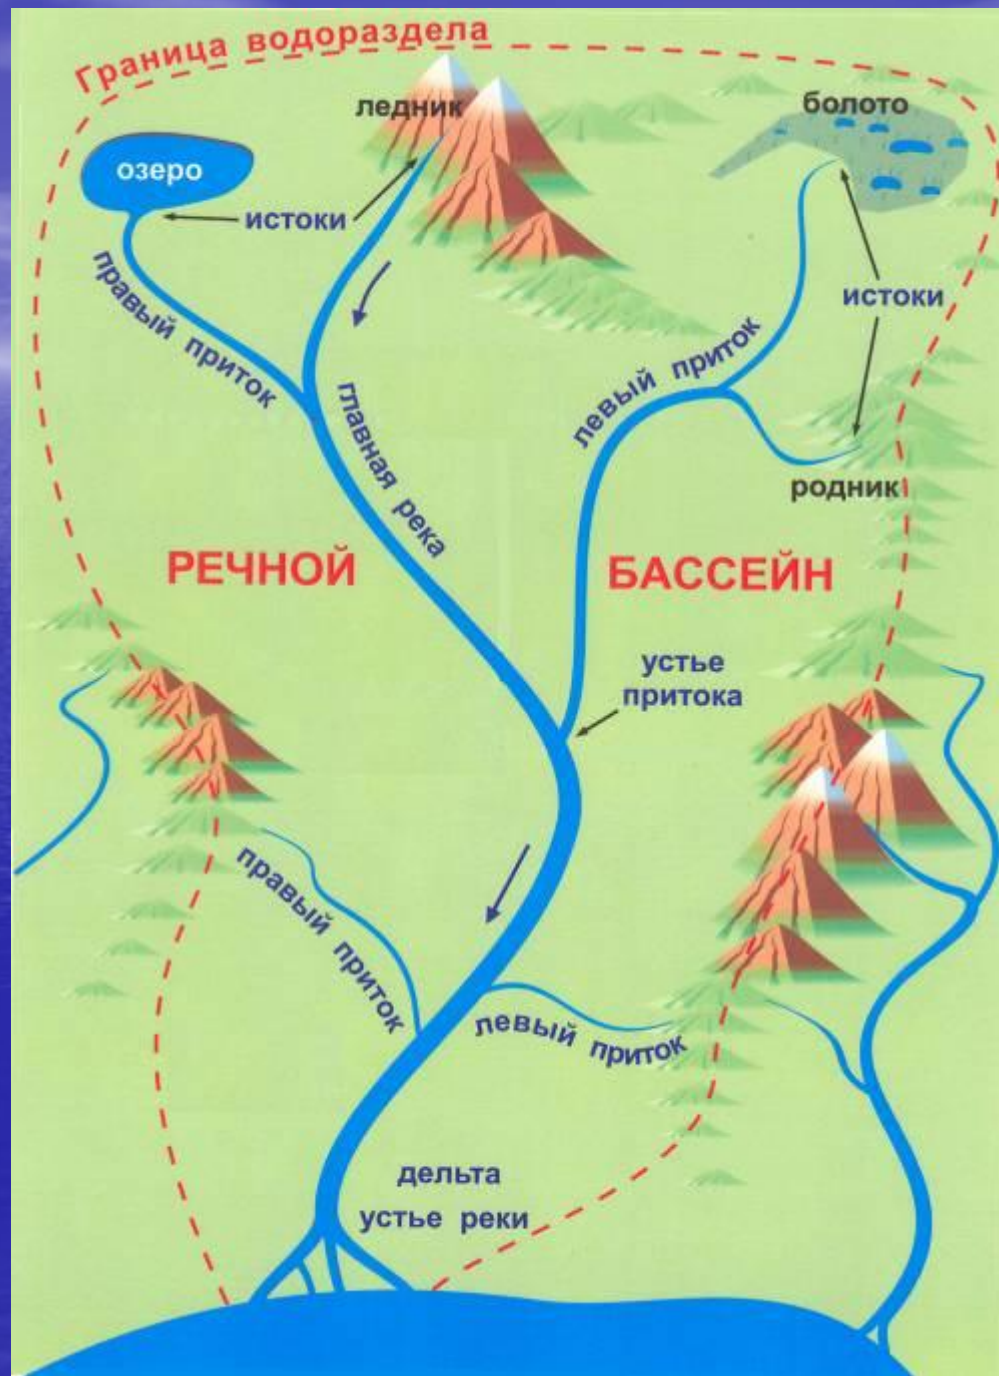 Граница водораздела
ледник
болото
озеро
истоки
правый приток
истоки
левый приток
главная река
родник
РЕЧНОЙ БАССЕЙН
устье
притока
правый приток
левый приток
дельта
устье реки